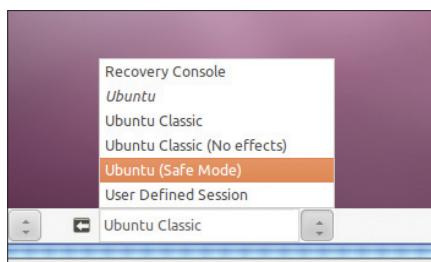 Recovery Console
Ubuntu
Ubuntu Classic
Ubuntu Classic (No effects)
Ubuntu (Safe Mode)
User Defined Session
Ubuntu Classic